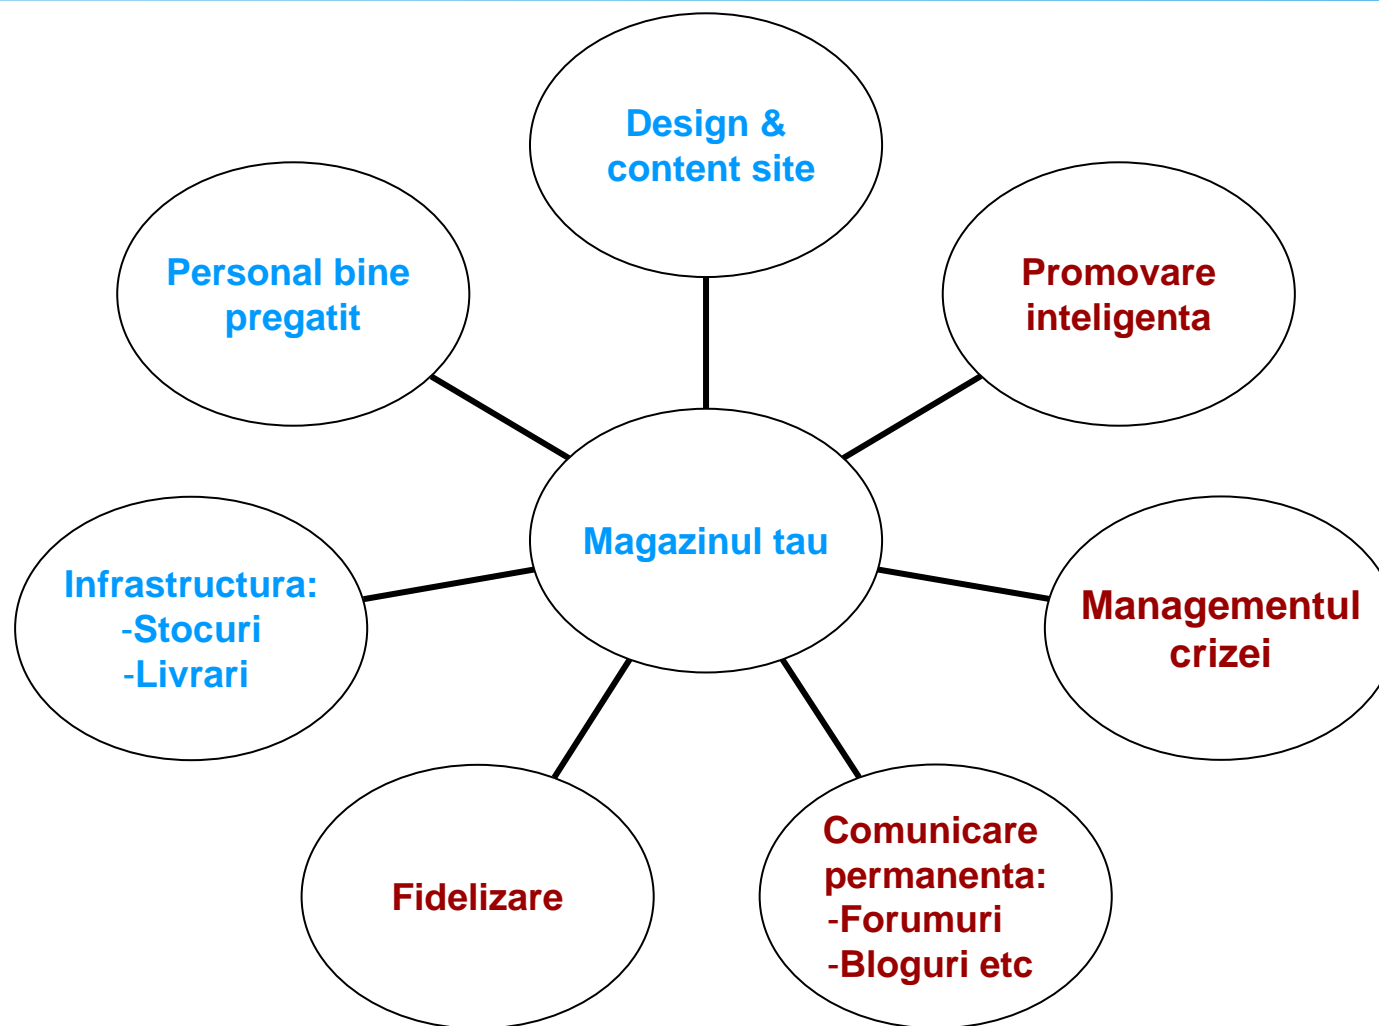 Design &
content site
Personal bine
pregatit
Promovare
inteligenta
Magazinul tau
Infrastructura:
-Stocuri
-Livrari
Managementul
crizei
Fidelizare
Comunicare
permanenta:
-Forumuri
-Bloguri etc